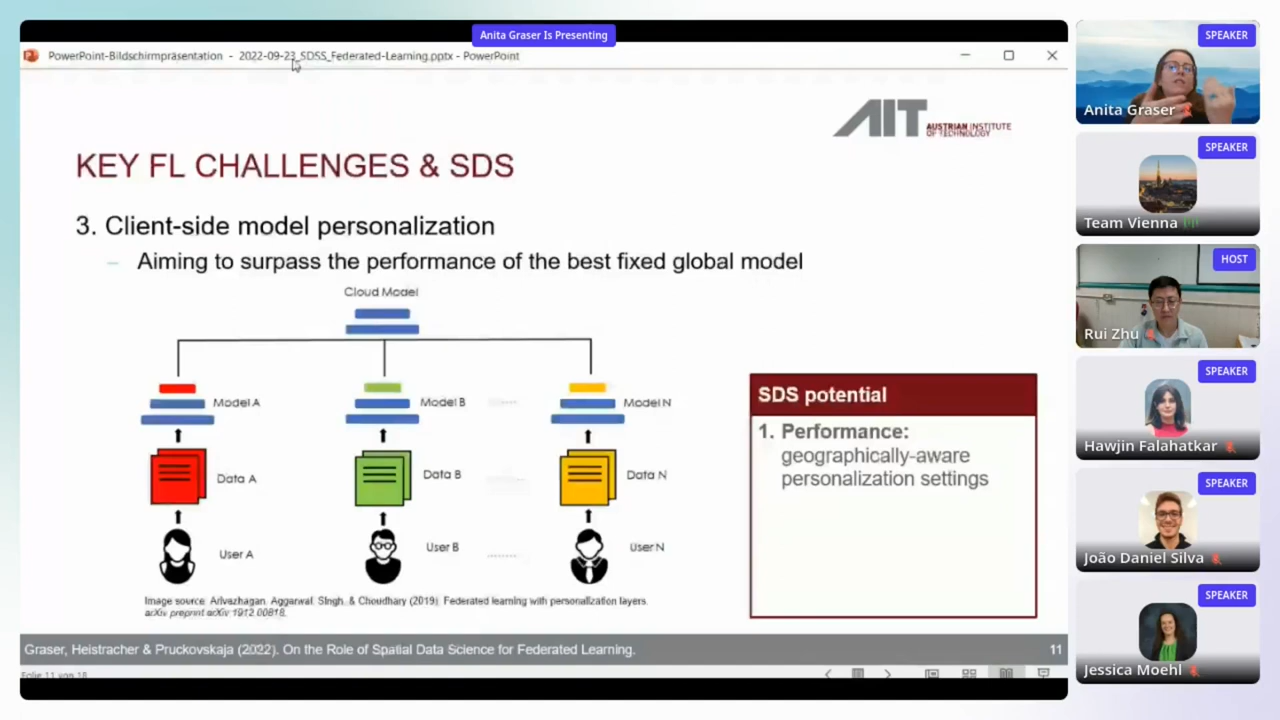 Anita Graser Is Presenting
PowerPoint-Bildschirmpräsentation - 2022-09-23_SDSS_Federated-Learning.pptx - PowerPoint
AIT AUSTRIAN INSTITUTE
OF TECHNOLOGY
KEY FL CHALLENGES & SDS
3. Client-side model personalization
– Aiming to surpass the performance of the best fixed global model
Cloud Model
Model A
Model B
Model N
Data A
Data B
Data N
User A
User B
User N
Image source: Arivazhagan, Aggarwal, Singh, & Choudhary (2019). Federated learning with personalization layers.
arXiv preprint arXiv:1912.00818.
SDS potential
1. Performance:
geographically-aware
personalization settings
Graser, Heistracher & Pruckovskaja (2022). On the Role of Spatial Data Science for Federated Learning.
11
Folie 11 von 18
SPEAKER
Anita Graser
SPEAKER
Team Vienna
HOST
Rui Zhu
SPEAKER
Hawjin Falahatkar
SPEAKER
João Daniel Silva
SPEAKER
Jessica Moehl